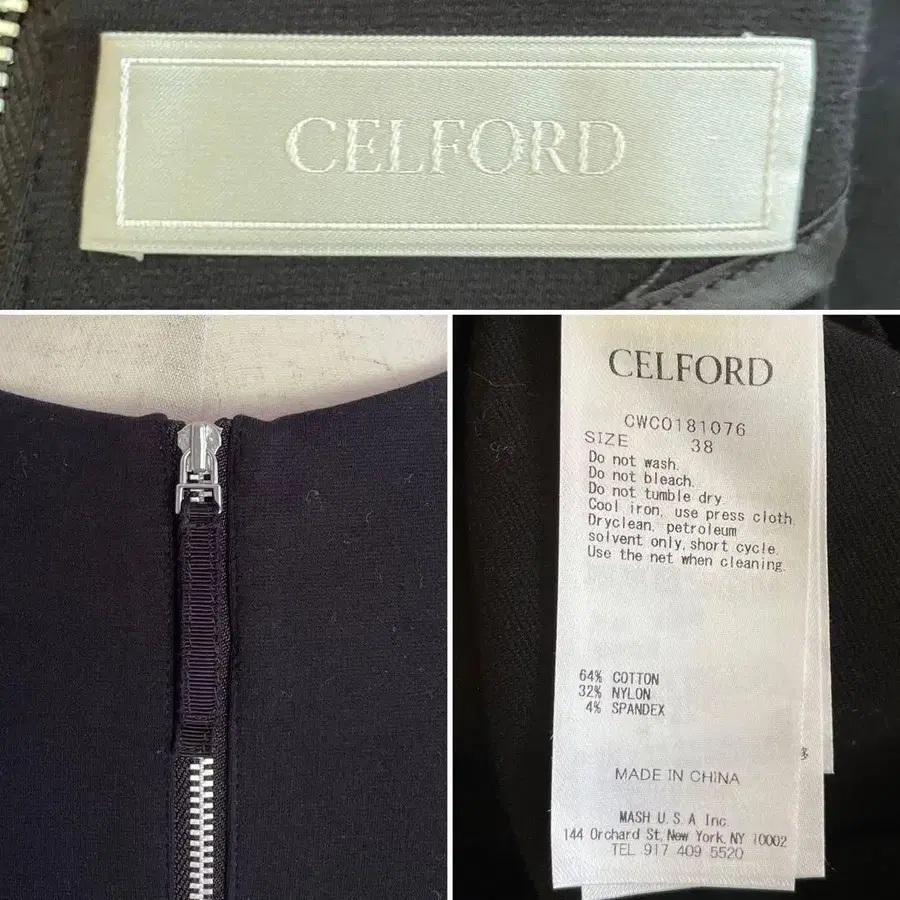 CELFORD
CELFORD
CWCO181076
SIZE 38
Do not wash.
Do not bleach.
Do not tumble dry
Cool iron, use press cloth.
Dryclean, petroleum
solvent only, short cycle.
Use the net when cleaning.
64% COTTON
32% NYLON
4% SPANDEX
MADE IN CHINA
MASH U.S.A Inc.
144 Orchard St, New York, NY 10002
TEL 917 409 5520